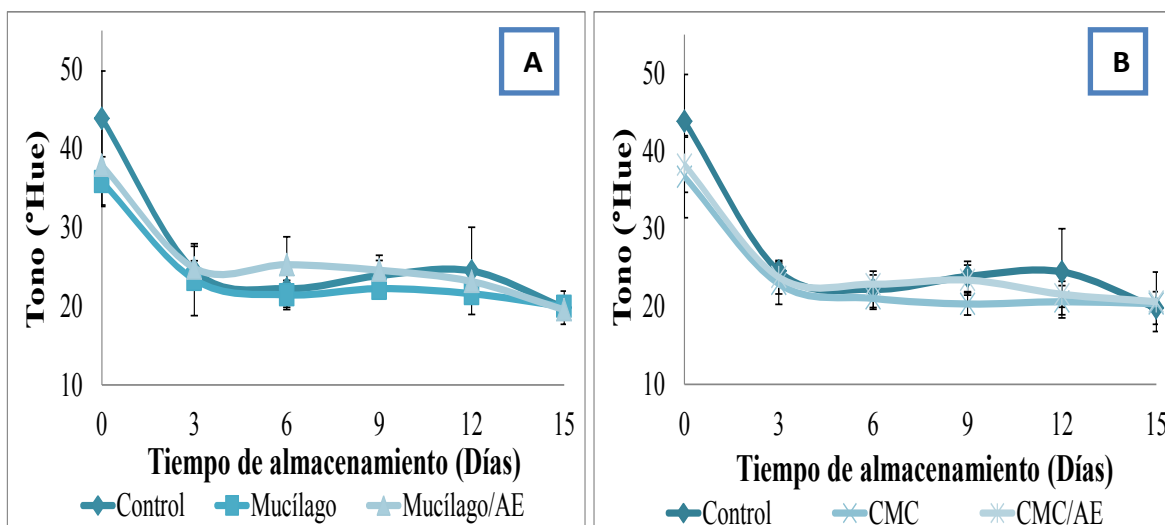 A
Tono (°Hue)
50
40
30
20
10
0 3 6 9 12 15
Tiempo de almacenamiento (Días)
Control Mucílago Mucílago/AE
B
Tono (°Hue)
50
40
30
20
10
0 3 6 9 12 15
Tiempo de almacenamiento (Días)
Control CMC CMC/AE